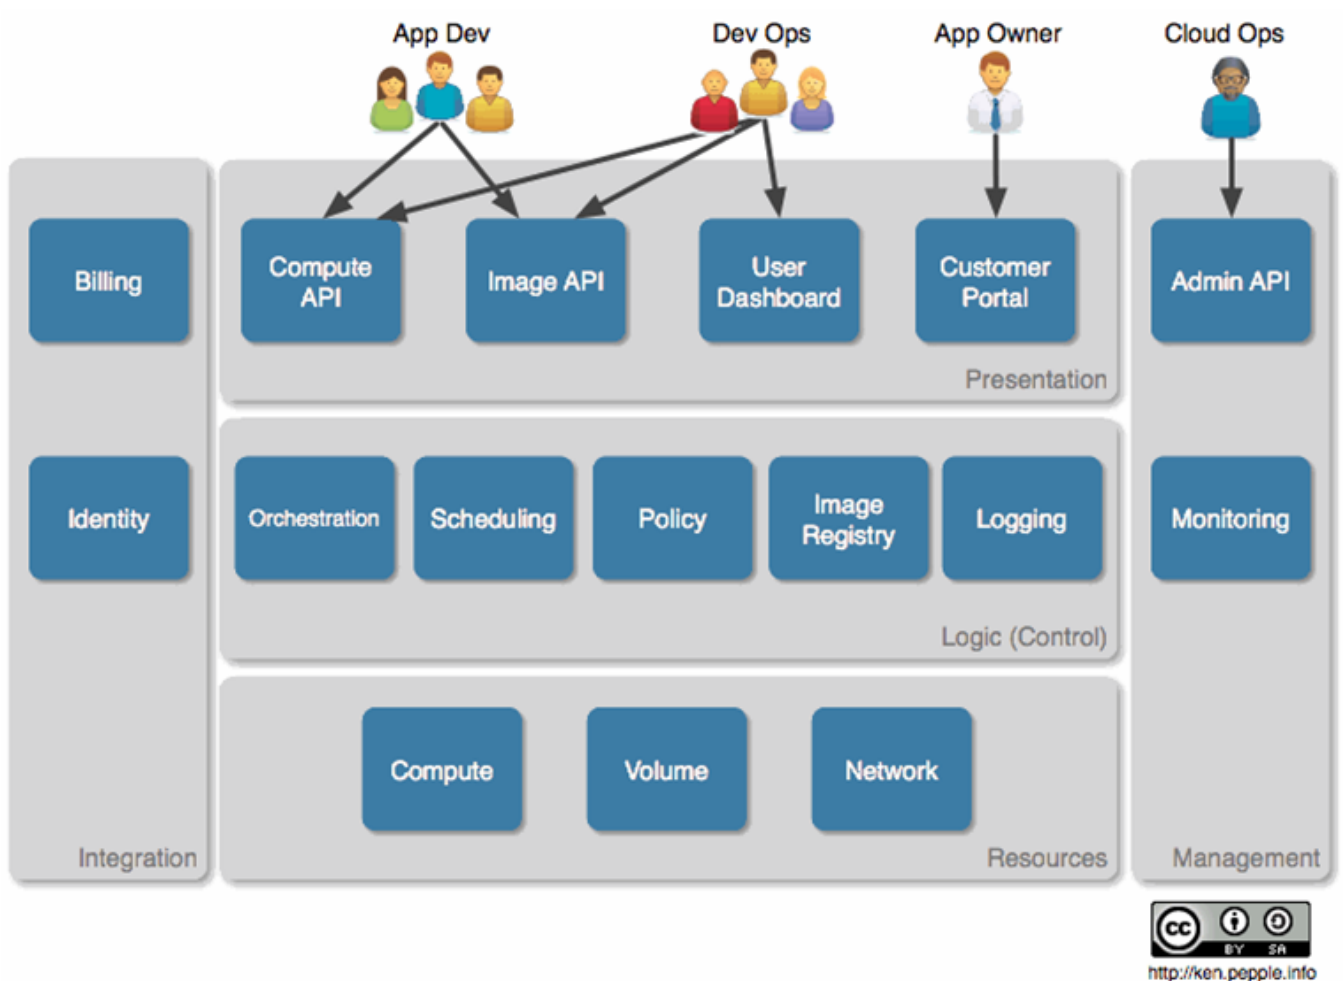 App Dev
Dev Ops
App Owner
Cloud Ops
Billing
Compute
API
Image API
User
Dashboard
Customer
Portal
Admin API
Presentation
Identity
Orchestration
Scheduling
Policy
Image
Registry
Logging
Monitoring
Logic (Control)
Compute
Volume
Network
Integration
Resources
Management
cc
BY SA
http://ken.pepple.info